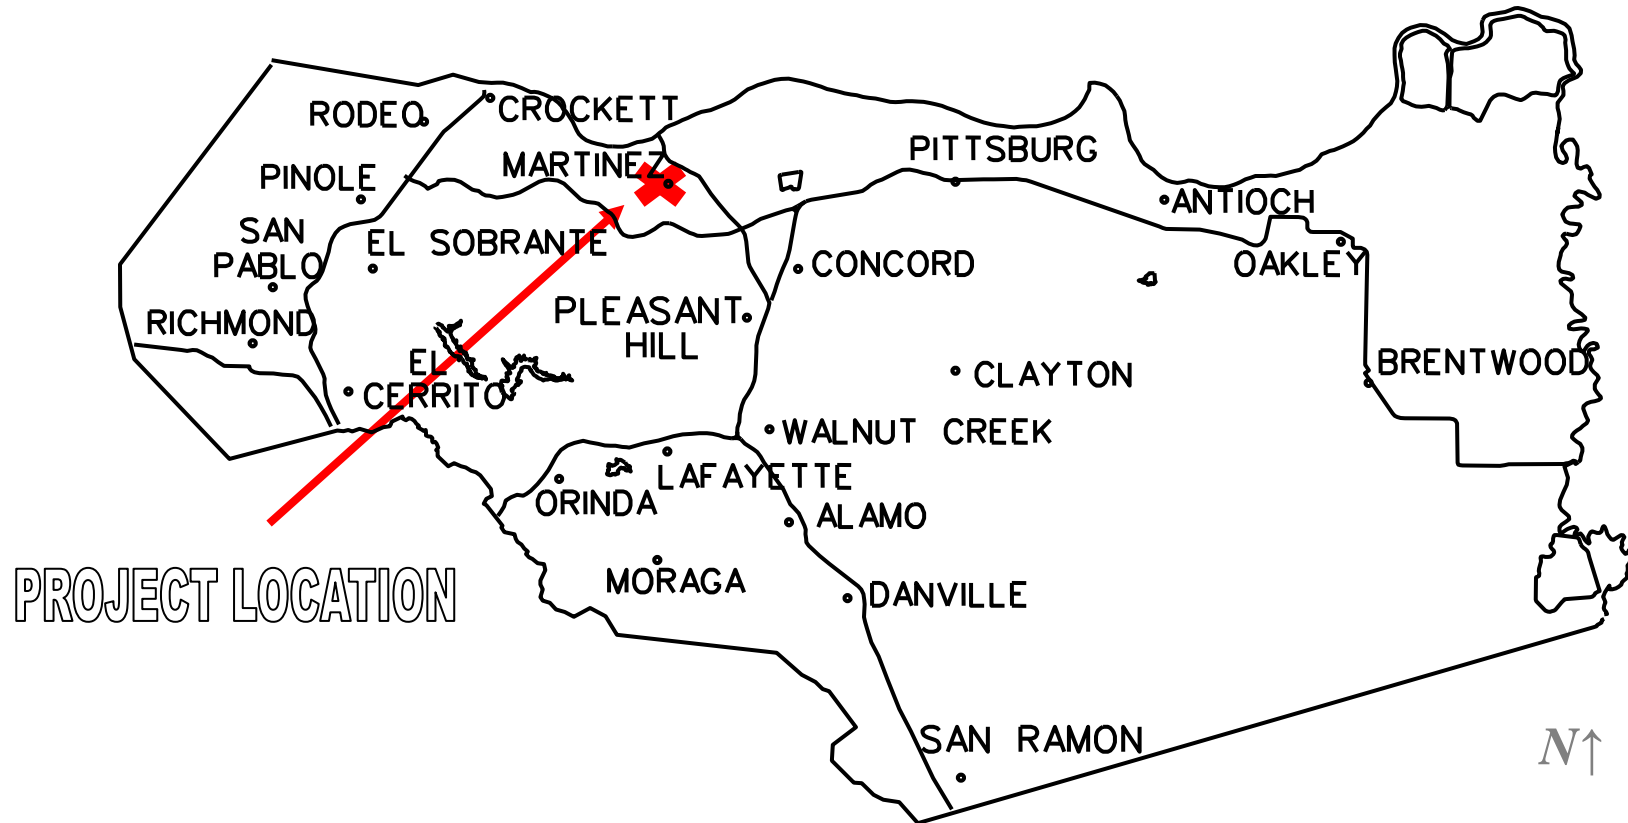 RODEO
CROCKETT
PITTSBURG
MARTINEZ
PINOLE
ANTIOCH
SAN
PABLO
EL SOBRANTE
CONCORD
OAKLEY
RICHMOND
PLEASANT
HILL
EL
CERRITO
CLAYTON
BRENTWOOD
WALNUT CREEK
LAFAYETTE
ORINDA
ALAMO
MORAGA
DANVILLE
PROJECT LOCATION
SAN RAMON
N↑